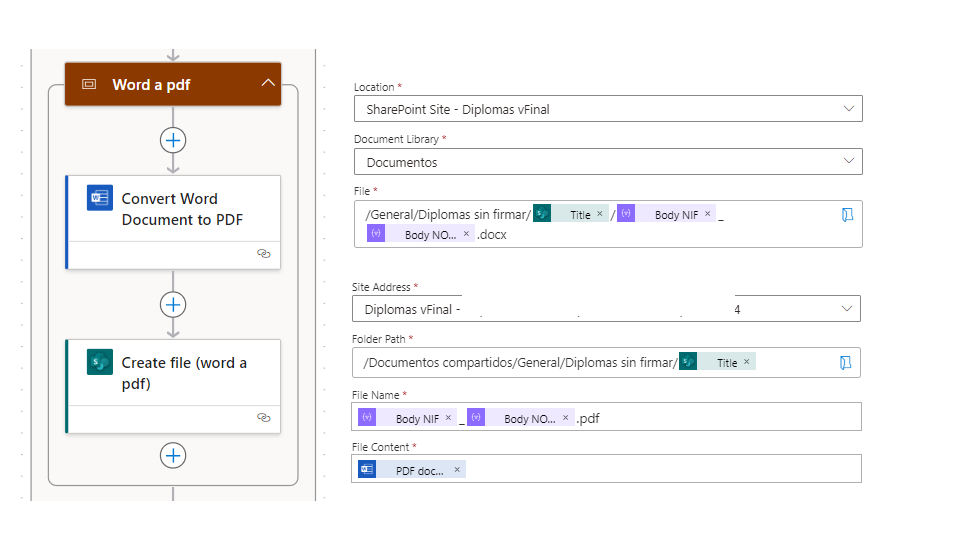 Word a pdf
Convert Word
Document to PDF
Create file (word a
pdf)
Location *
SharePoint Site - Diplomas vFinal
Document Library *
Documentos
File *
/General/Diplomas sin firmar/ Title × / Body NIF × _
Body NO... × .docx
Site Address *
Diplomas vFinal - 4
Folder Path *
/Documentos compartidos/General/Diplomas sin firmar/ Title ×
File Name *
Body NIF × _ Body NO... × .pdf
File Content *
PDF doc... ×